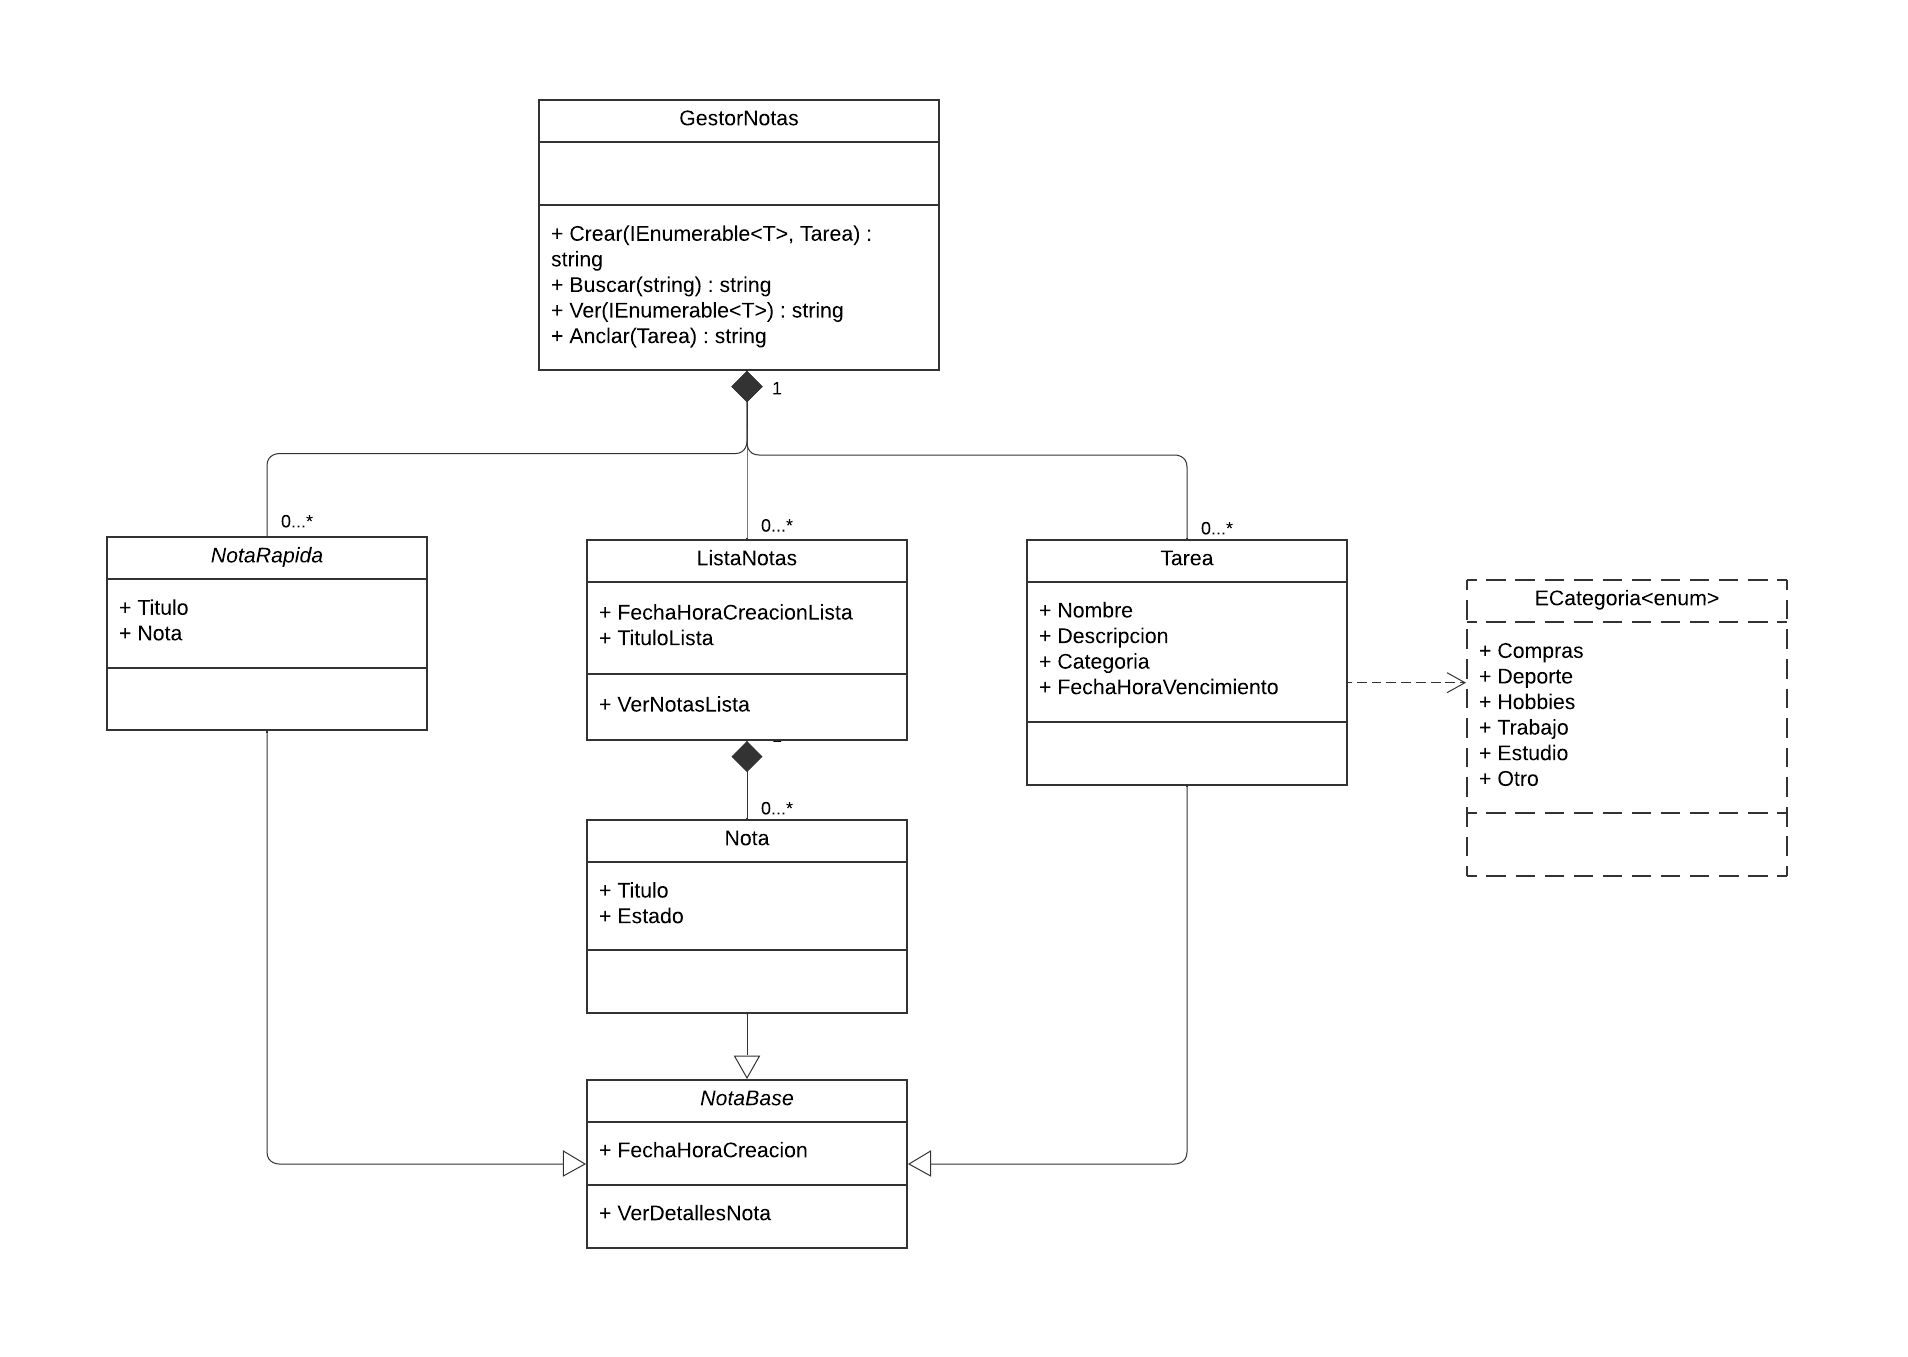 GestorNotas
+ Crear(IEnumerable<T>, Tarea) :
string
+ Buscar(string) : string
+ Ver(IEnumerable<T>) : string
+ Anclar(Tarea) : string
1
0...*
0...*
0...*
NotaRapida
+ Titulo
+ Nota
ListaNotas
+ FechaHoraCreacionLista
+ TituloLista
+ VerNotasLista
Tarea
+ Nombre
+ Descripcion
+ Categoria
+ FechaHoraVencimiento
ECategoria<enum>
+ Compras
+ Deporte
+ Hobbies
+ Trabajo
+ Estudio
+ Otro
0...*
Nota
+ Titulo
+ Estado
NotaBase
+ FechaHoraCreacion
+ VerDetallesNota